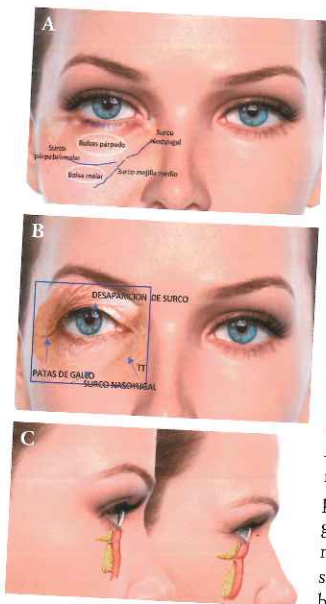 A
Surco
nasoyugal
Bolsas párpado
Surco
párpebralmalar
Bolsa malar
Surco mejilla medio
B
DESAPARICION DE SURCO
TT
PATAS DE GALLO
SURCO NASOYUGAL
C